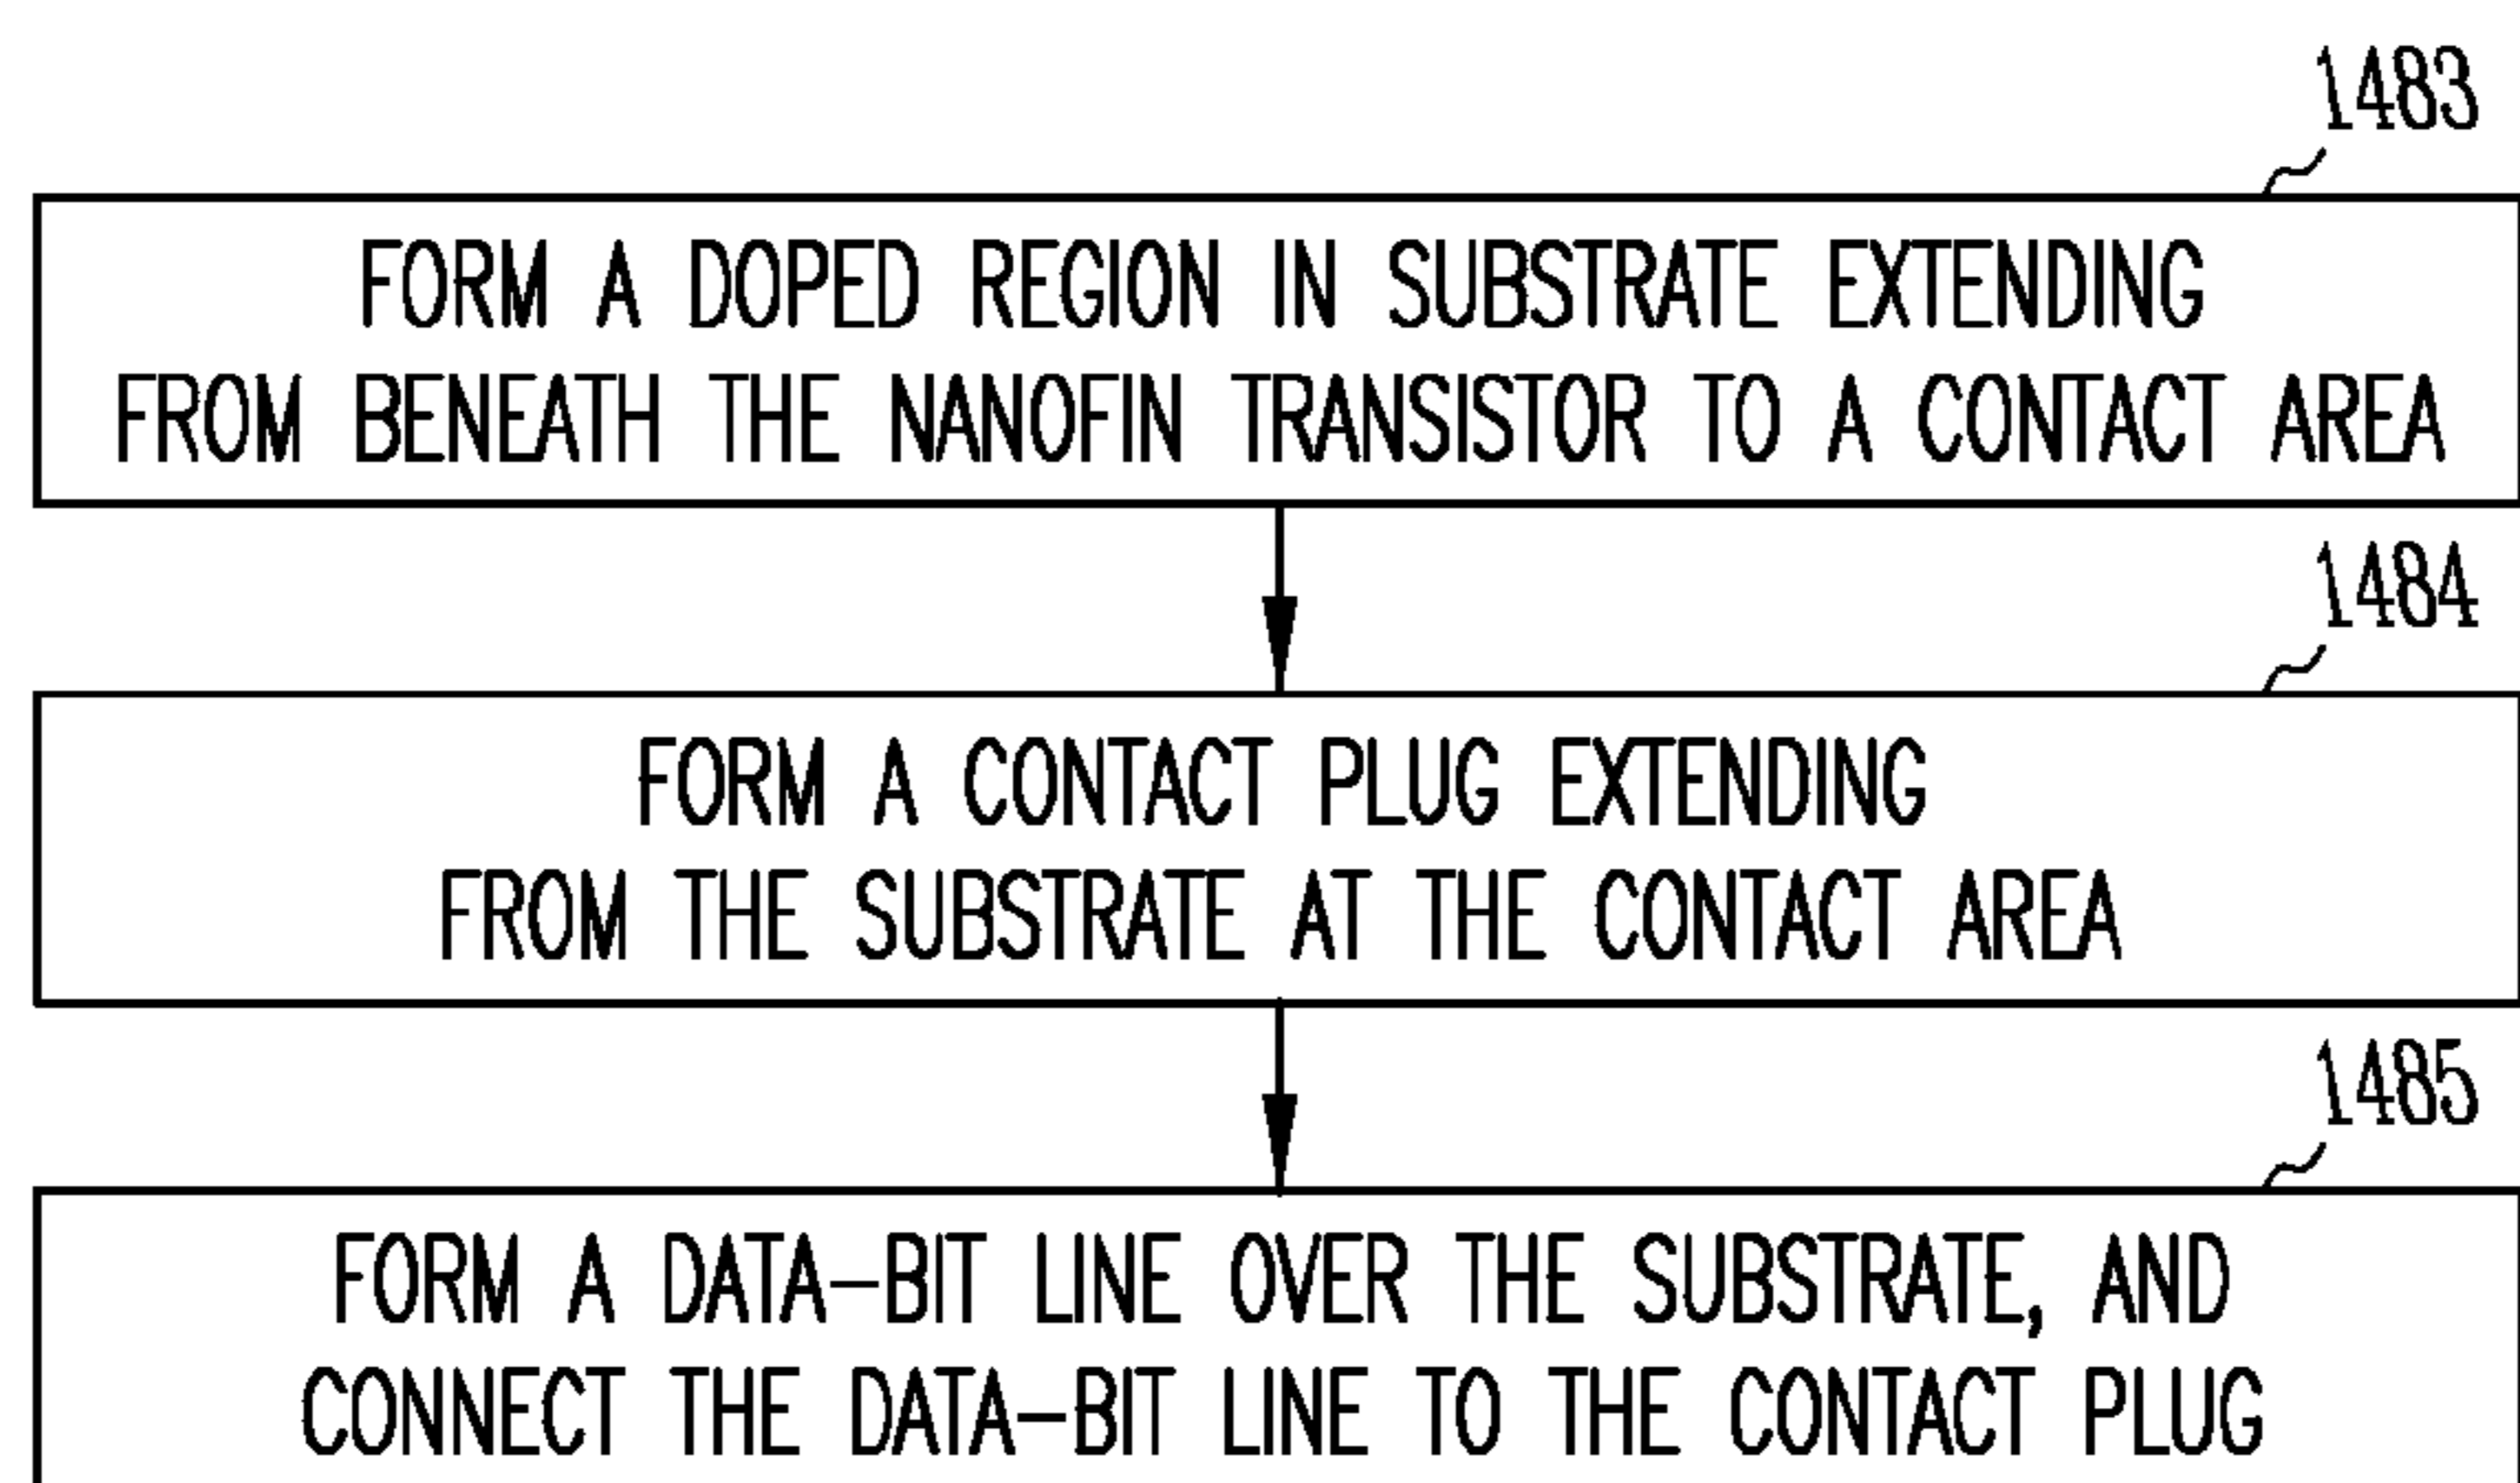 1483
FORM A DOPED REGION IN SUBSTRATE EXTENDING
FROM BENEATH THE NANOFIN TRANSISTOR TO A CONTACT AREA
1484
FORM A CONTACT PLUG EXTENDING
FROM THE SUBSTRATE AT THE CONTACT AREA
1485
FORM A DATA-BIT LINE OVER THE SUBSTRATE, AND
CONNECT THE DATA-BIT LINE TO THE CONTACT PLUG